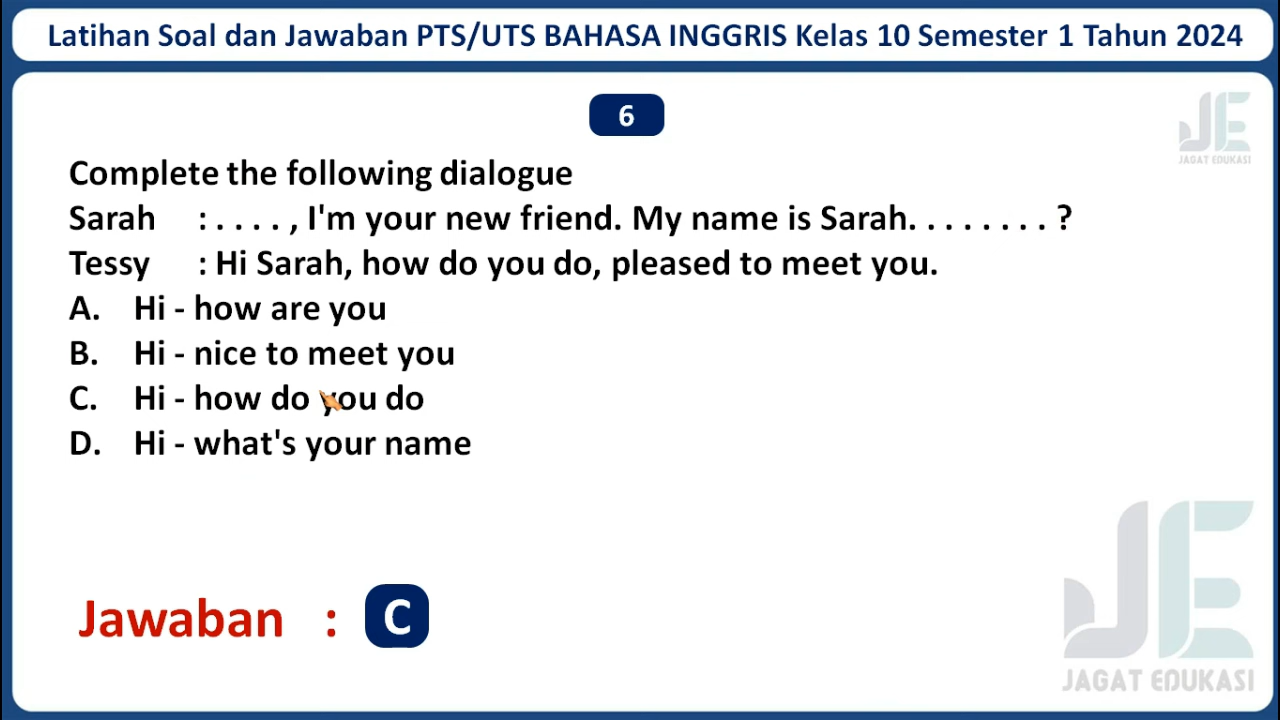 Latihan Soal dan Jawaban PTS/UTS BAHASA INGGRIS Kelas 10 Semester 1 Tahun 2024
JE
JAGAT EDUKASI
6
Complete the following dialogue
Sarah : . . . . , I'm your new friend. My name is Sarah. . . . . . . . ?
Tessy : Hi Sarah, how do you do, pleased to meet you.
A. Hi - how are you
B. Hi - nice to meet you
C. Hi - how do you do
D. Hi - what's your name
Jawaban : C
JE
JAGAT EDUKASI